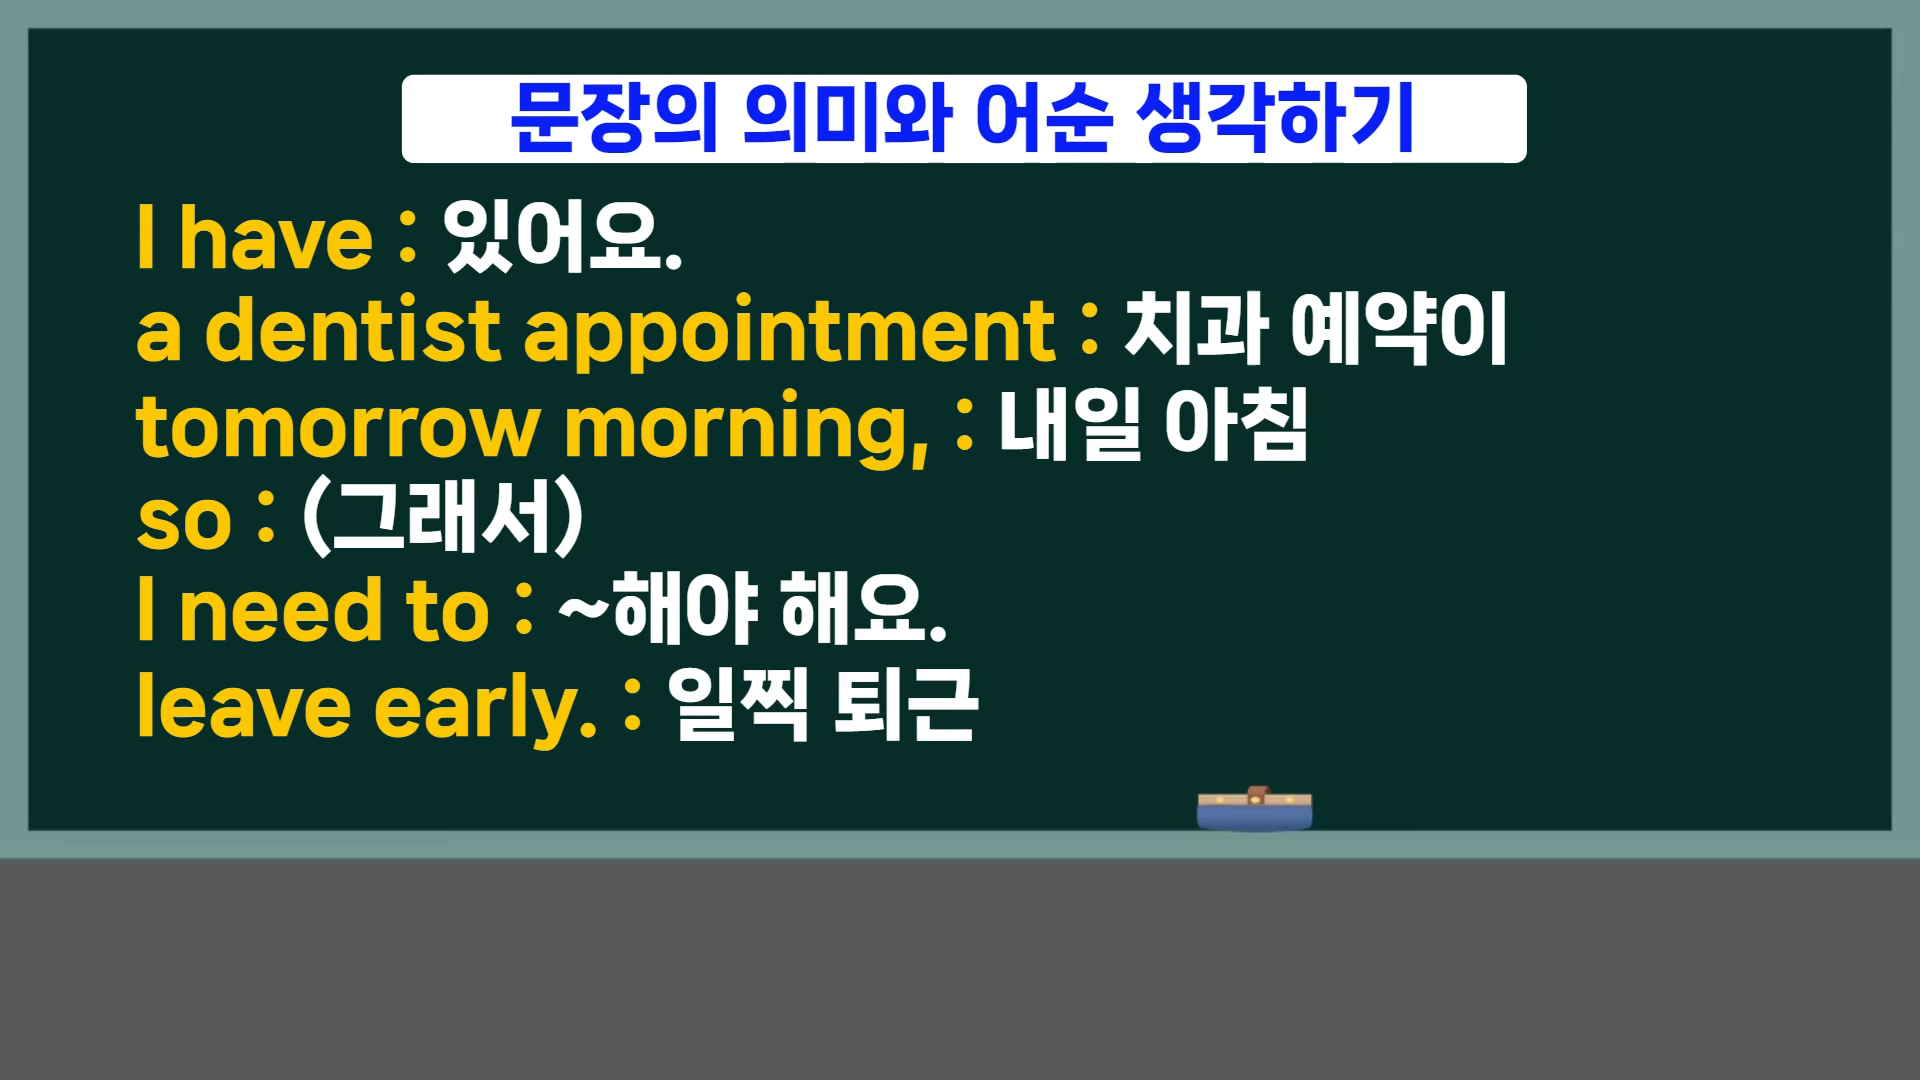 문장의 의미와 어순 생각하기
I have : 있어요.
a dentist appointment : 치과 예약이
tomorrow morning, : 내일 아침
so : (그래서)
I need to : ~해야 해요.
leave early. : 일찍 퇴근